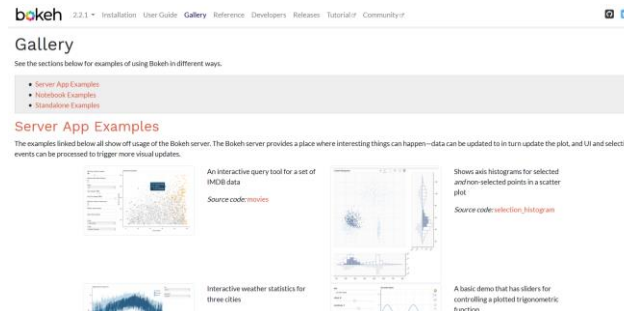 bokeh 2.2.1 Installation User Guide Gallery Reference Developers Releases Tutorial Community
Gallery
See the sections below for examples of using Bokeh in different ways.
Server App Examples
Notebook Examples
Standalone Examples
Server App Examples
The examples linked below all show off usage of the Bokeh server. The Bokeh server provides a place where interesting things can happen—data can be updated to in turn update the plot, and UI and selecti
events can be processed to trigger more visual updates.
An interactive query tool for a set of
IMDB data
Source code: movies
Shows axis histograms for selected
and non-selected points in a scatter
plot
Source code: selection_histogram
Interactive weather statistics for
three cities
A basic demo that has sliders for
controlling a plotted trigonometric
function